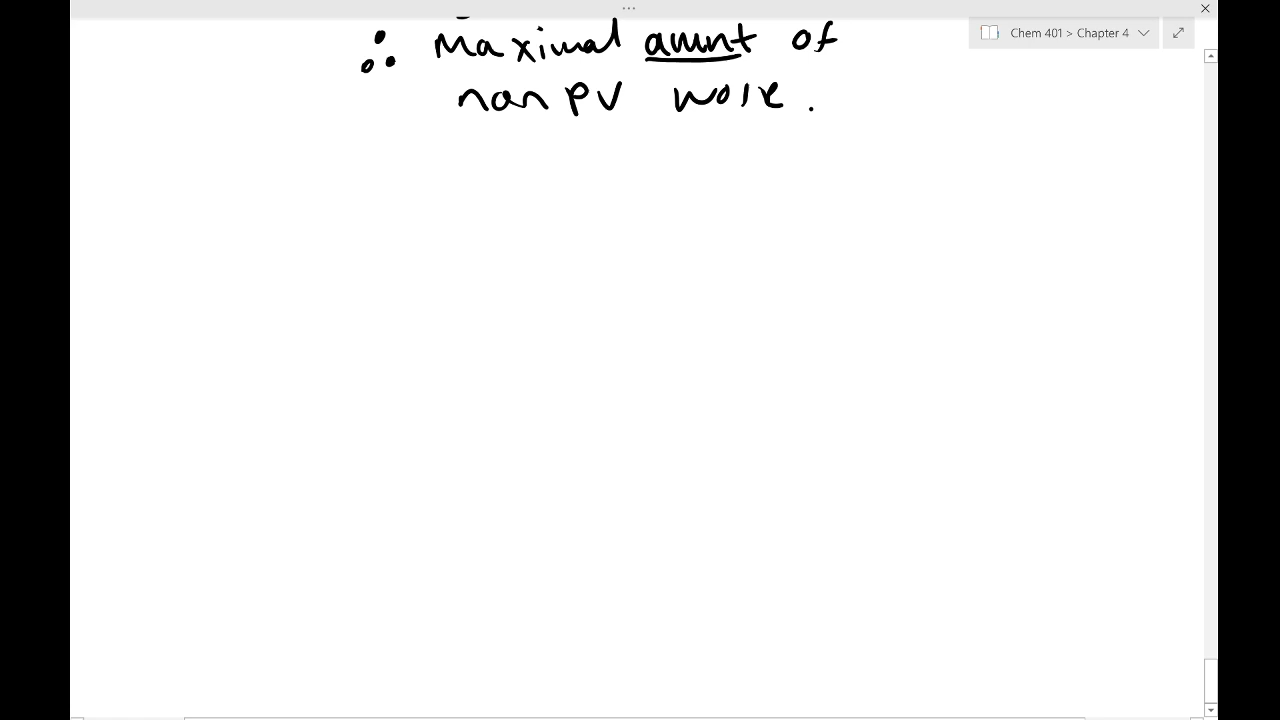 Chem 401 > Chapter 4
∴ Maximal amnt of
non PV work.